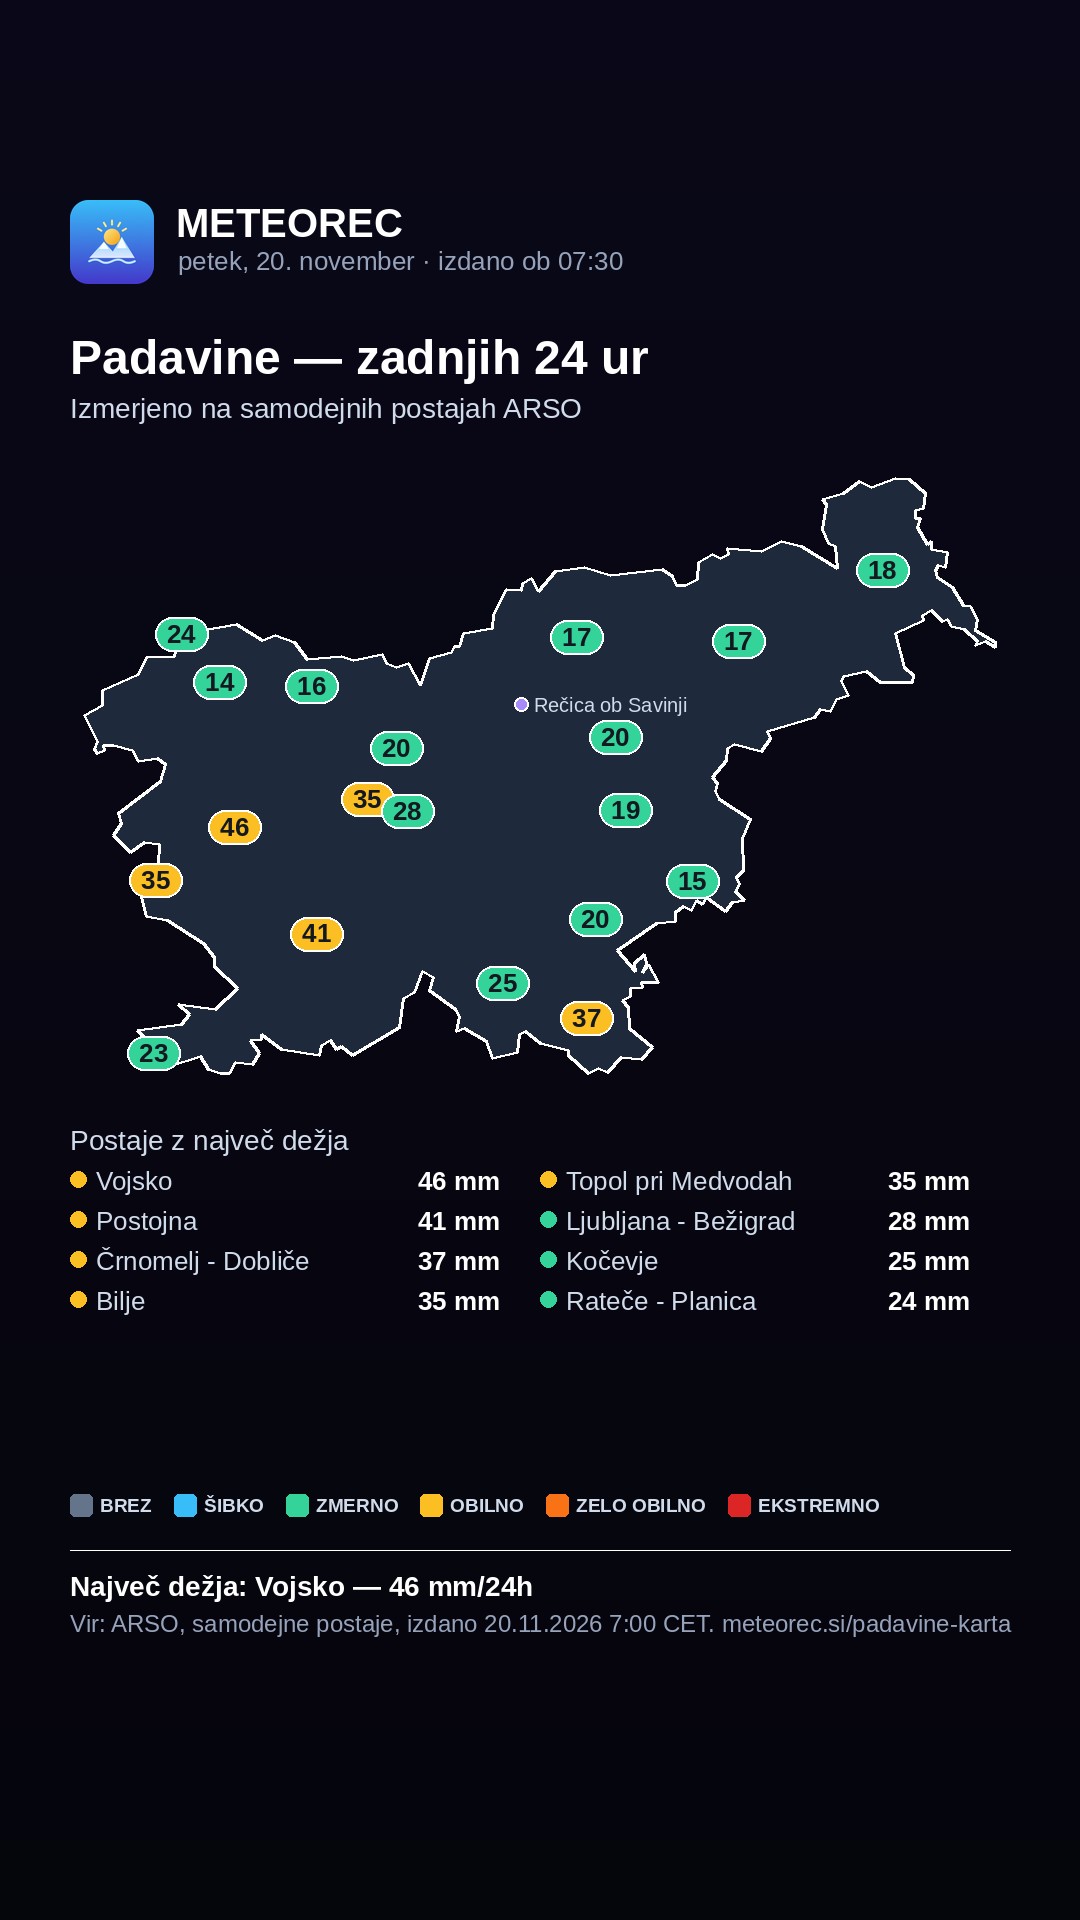 METEOREC
petek, 20. november · izdano ob 07:30
Padavine — zadnjih 24 ur
Izmerjeno na samodejnih postajah ARSO
18
24
17
17
14
16
Rečica ob Savinji
20
20
35
28
19
46
35
15
41
20
25
37
23
Postaje z največ dežja
Vojsko 46 mm
Topol pri Medvodah 35 mm
Postojna 41 mm
Ljubljana - Bežigrad 28 mm
Črnomelj - Dobliče 37 mm
Kočevje 25 mm
Bilje 35 mm
Rateče - Planica 24 mm
BREZ ŠIBKO ZMERNO OBILNO ZELO OBILNO EKSTREMNO
Največ dežja: Vojsko — 46 mm/24h
Vir: ARSO, samodejne postaje, izdano 20.11.2026 7:00 CET. meteorec.si/padavine-karta